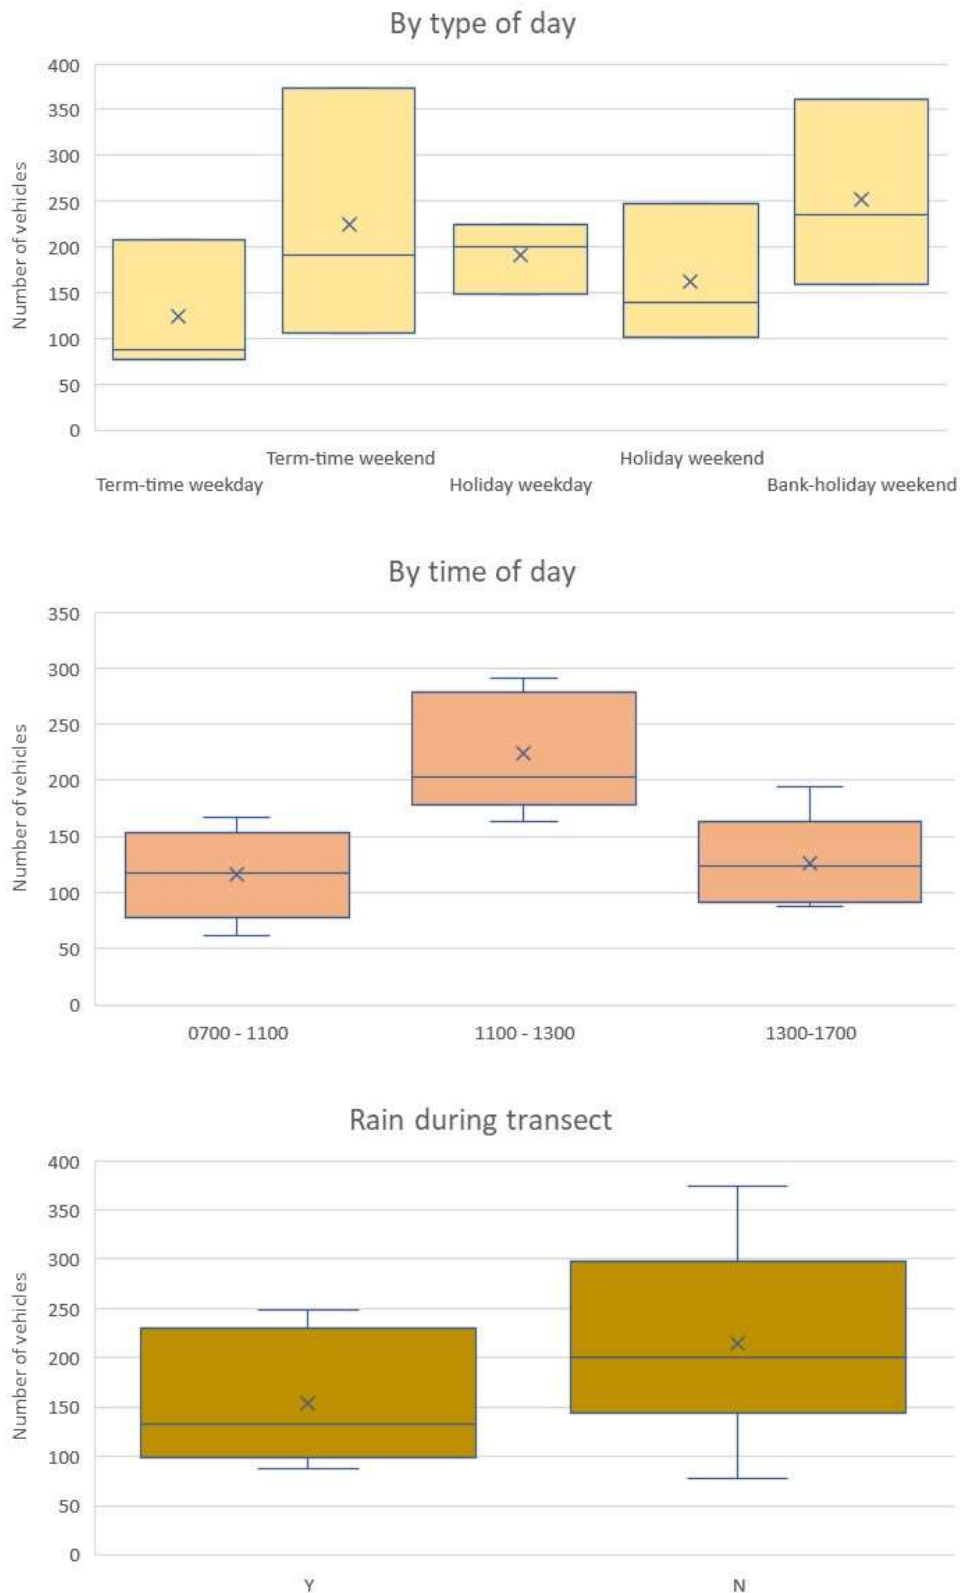 By type of day
400
350
300
250
200
150
100
50
0
Number of vehicles
Term-time weekend Holiday weekend
Term-time weekday Holiday weekday Bank-holiday weekend
By time of day
350
300
250
200
150
100
50
0
Number of vehicles
0700 - 1100 1100 - 1300 1300-1700
Rain during transect
400
350
300
250
200
150
100
50
0
Number of vehicles
Y N